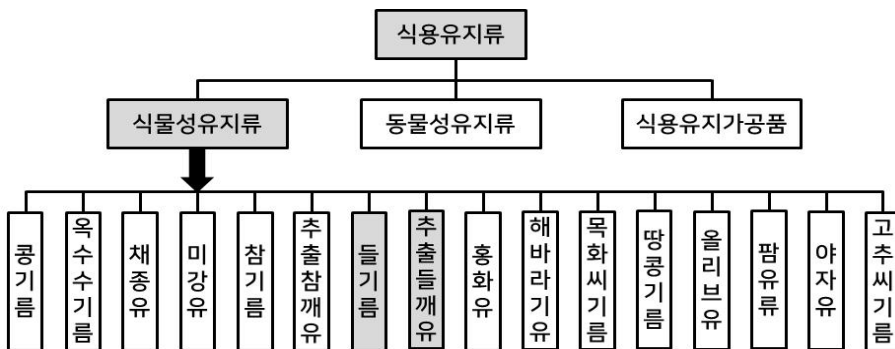 식용유지류
식물성유지류
동물성유지류
식용유지가공품
콩기름
옥수수기름
채종유
미강유
참기름
추출참깨유
들기름
추출들깨유
홍화유
해바라기유
목화씨기름
땅콩기름
올리브유
팜유류
야자유
고추씨기름